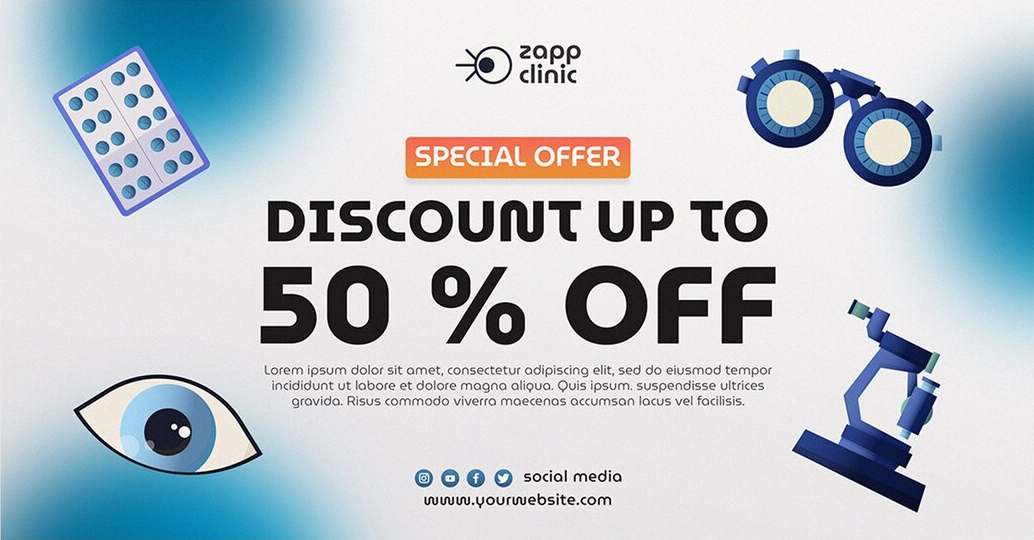 zapp
clinic
SPECIAL OFFER
DISCOUNT UP TO
50 % OFF
Lorem ipsum dolor sit amet, consectetur adipiscing elit, sed do eiusmod tempor
incididunt ut labore et dolore magna aliqua. Quis ipsum. suspendisse ultrices
gravida. Risus commodo viverra maecenas accumsan lacus vel facilisis.
social media
www.yourwebsite.com